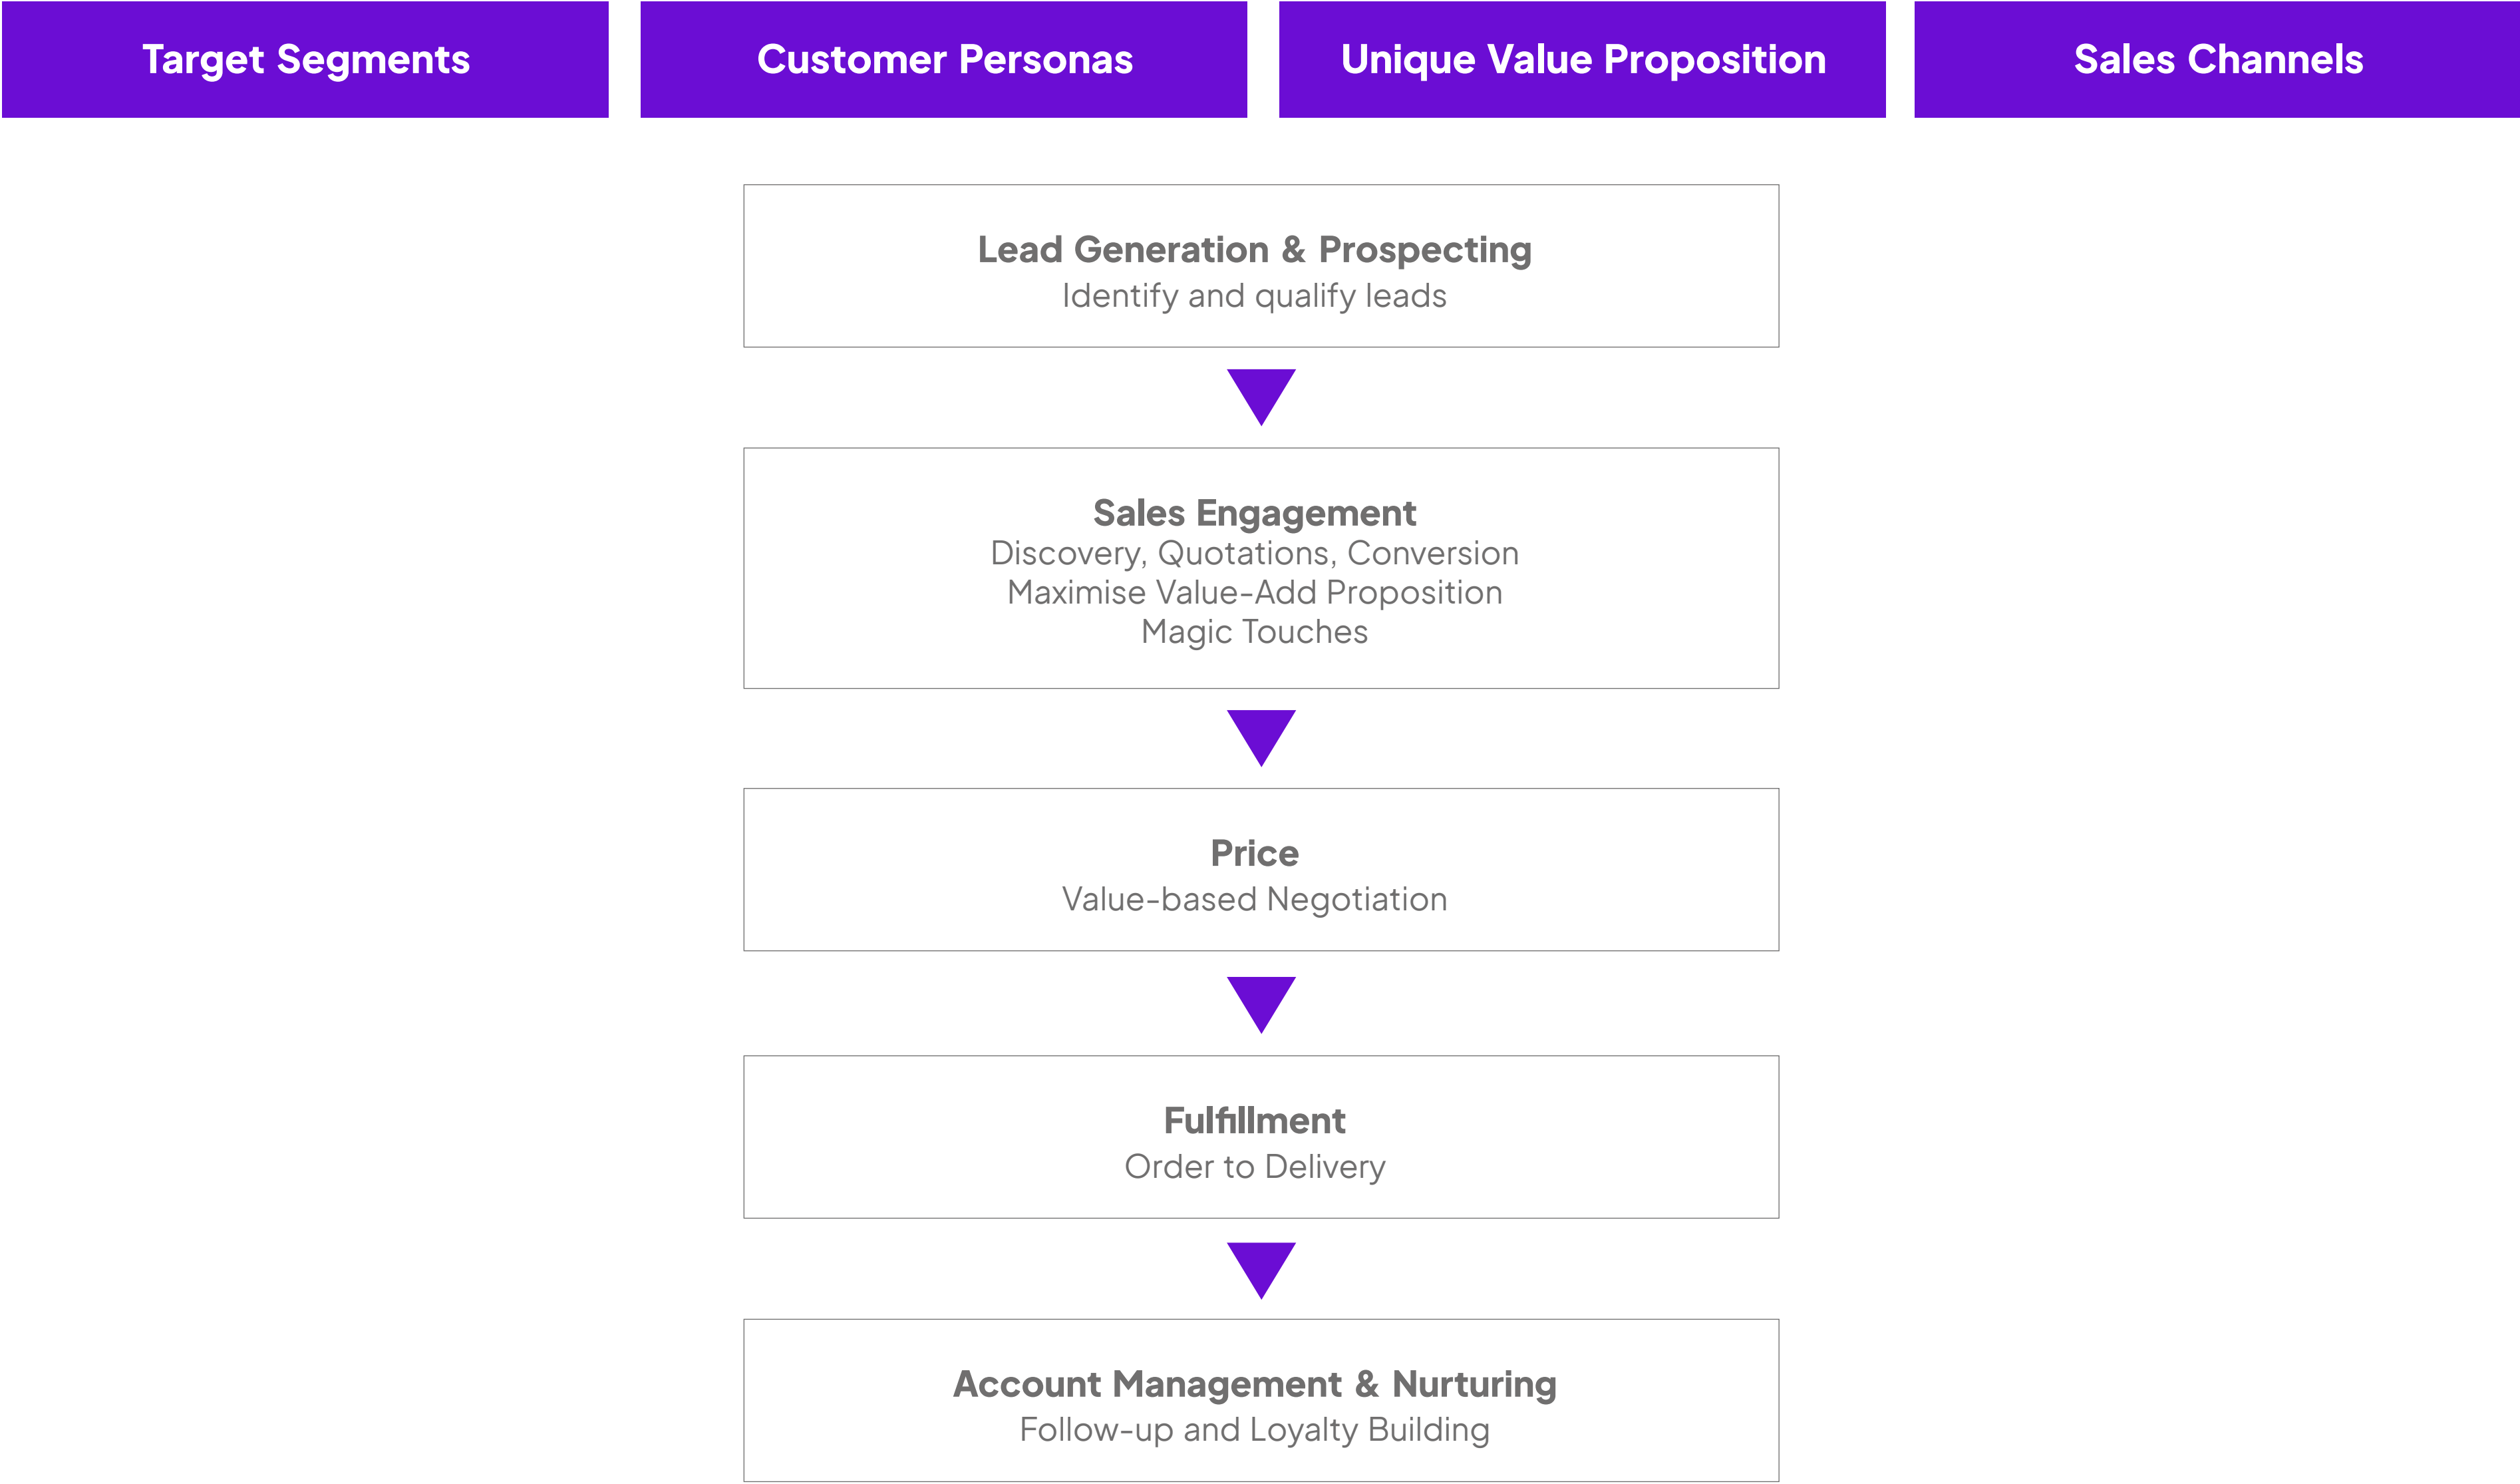 Target Segments
Customer Personas
Unique Value Proposition
Sales Channels
Lead Generation & Prospecting
Identify and qualify leads
Sales Engagement
Discovery, Quotations, Conversion
Maximise Value-Add Proposition
Magic Touches
Price
Value-based Negotiation
Fulfillment
Order to Delivery
Account Management & Nurturing
Follow-up and Loyalty Building